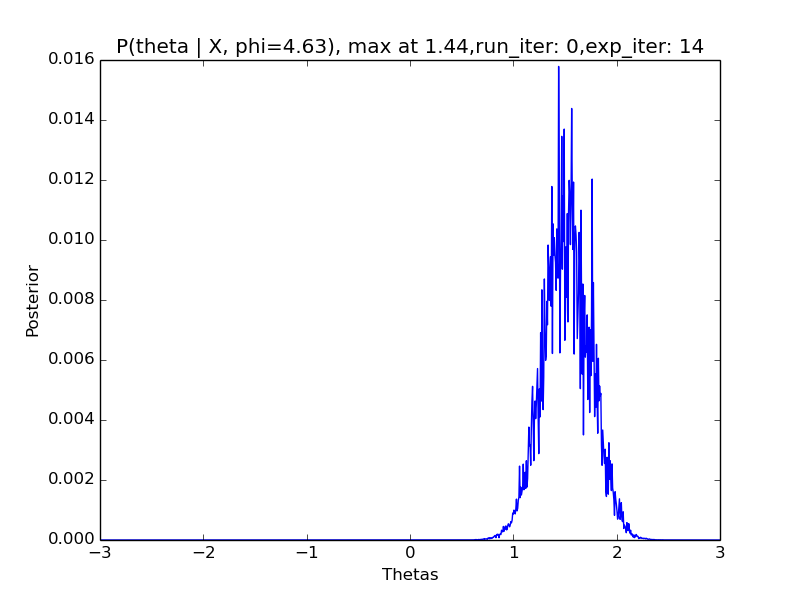 P(theta | X, phi=4.63), max at 1.44,run_iter: 0,exp_iter: 14
0.016
0.014
0.012
0.010
0.008
0.006
0.004
0.002
0.000
Posterior
−3 −2 −1 0 1 2 3
Thetas